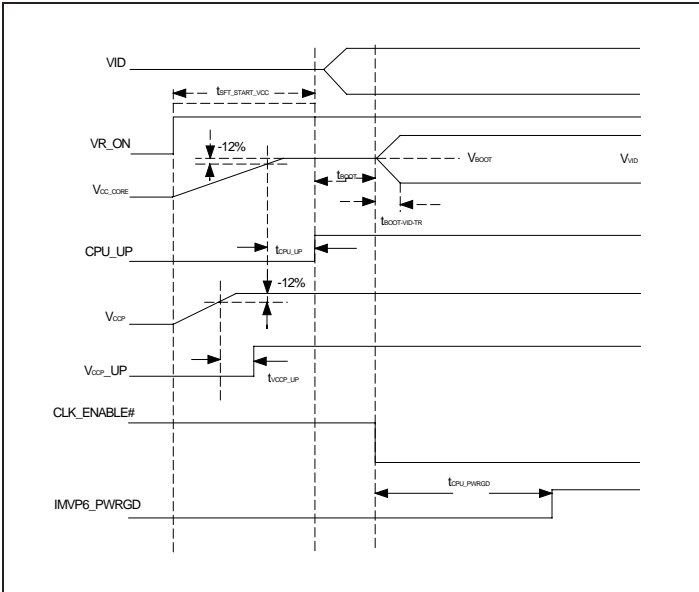 VID
tSFT_START_VCC
VR_ON
-12%
VBOOT
VVID
tBOOT
VCC_CORE
tBOOT-VID-TR
CPU_UP
tCPU_UP
-12%
VCCP
VCCP_UP
tVCCP_UP
CLK_ENABLE#
tCPU_PWRGD
IMVP6_PWRGD